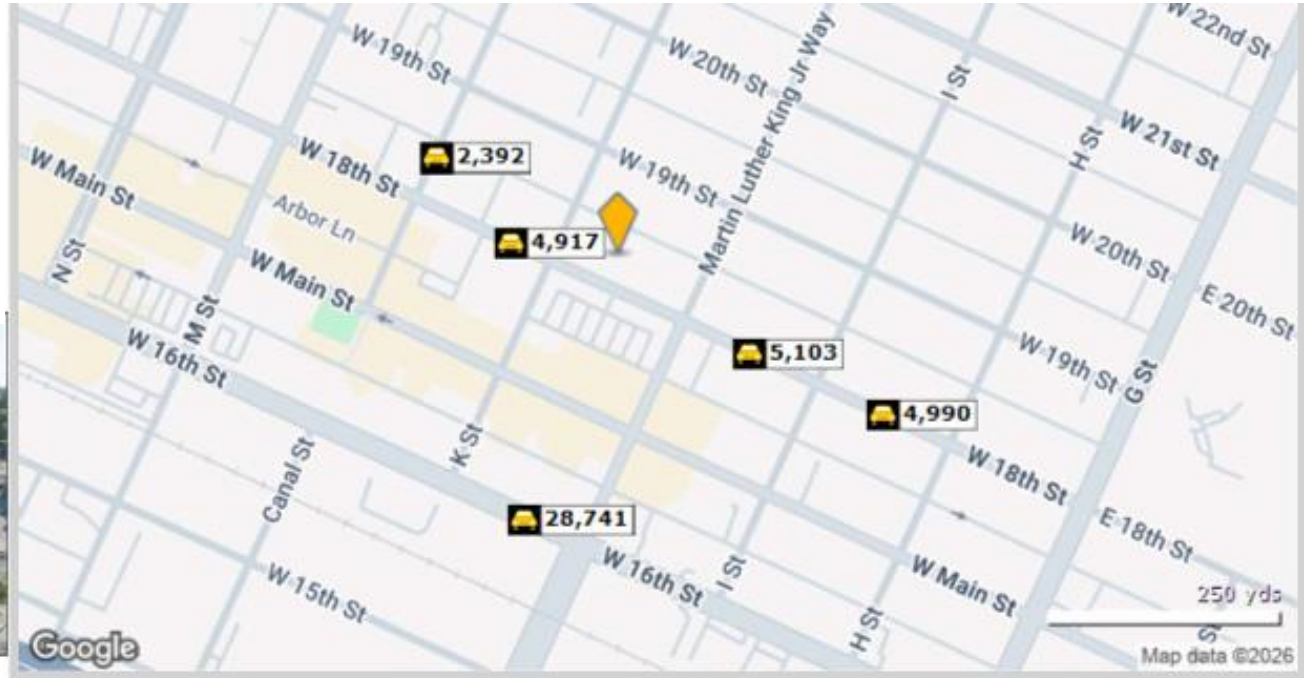 W 22nd St
W 19th St
W 20th St
Martin Luther King Jr Way
I St
W 21st St
H St
2,392
W 18th St
W Main St
W 19th St
Arbor Ln
4,917
W 20th St
E 20th St
N St
W Main St
M St
W 16th St
5,103
W 19th St
G St
4,990
K St
Canal St
W 18th St
28,741
E 18th St
W 15th St
W 16th St
I St
W Main St
250 yds
H St
St
Google
Map data ©2026